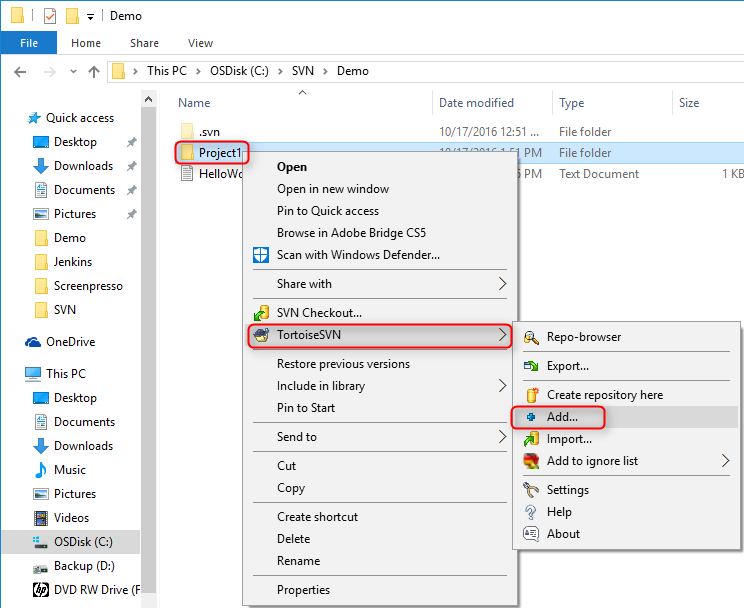 Demo
File Home Share View
This PC > OSDisk (C:) > SVN > Demo
Name Date modified Type Size
.svn 10/17/2016 12:51 ... File folder
Project1 10/17/2016 1:51 PM File folder
HelloWo PM Text Document 1 KB
Quick access
Desktop
Downloads
Documents
Pictures
Demo
Jenkins
Screenpresso
SVN
OneDrive
This PC
Desktop
Documents
Downloads
Music
Pictures
Videos
OSDisk (C:)
Backup (D:)
DVD RW Drive (F
Open
Open in new window
Pin to Quick access
Browse in Adobe Bridge CS5
Scan with Windows Defender...
Share with
SVN Checkout...
TortoiseSVN
Restore previous versions
Include in library
Pin to Start
Send to
Cut
Copy
Create shortcut
Delete
Rename
Properties
Repo-browser
Export...
Create repository here
Add...
Import...
Add to ignore list
Settings
Help
About